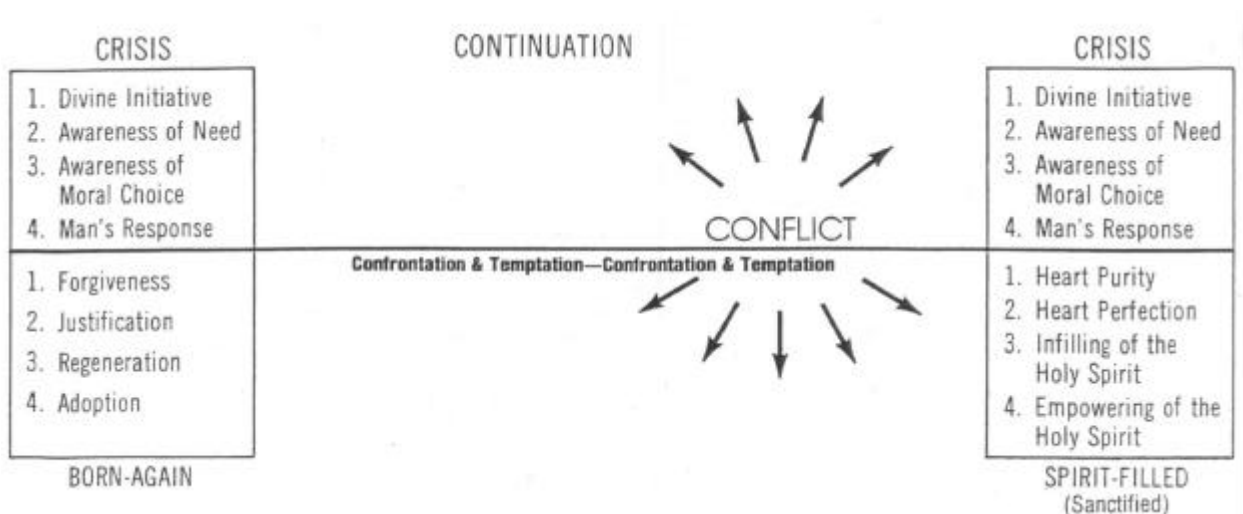 CRISIS
CONTINUATION
CRISIS
1. Divine Initiative
2. Awareness of Need
3. Awareness of
Moral Choice
4. Man's Response
1. Forgiveness
2. Justification
3. Regeneration
4. Adoption
BORN-AGAIN
CONFLICT
Confrontation & Temptation—Confrontation & Temptation
1. Divine Initiative
2. Awareness of Need
3. Awareness of
Moral Choice
4. Man's Response
1. Heart Purity
2. Heart Perfection
3. Infilling of the
Holy Spirit
4. Empowering of the
Holy Spirit
SPIRIT-FILLED
(Sanctified)